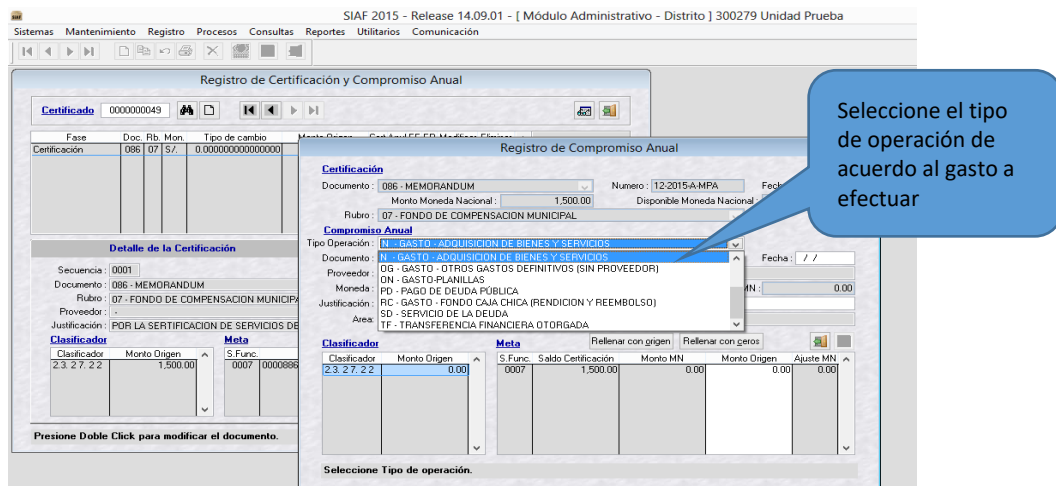 SIAF 2015 - Release 14.09.01 - [ Módulo Administrativo - Distrito ] 300279 Unidad Prueba
Sistemas Mantenimiento Registro Procesos Consultas Reportes Utilitarios Comunicación
Registro de Certificación y Compromiso Anual
Certificado 0000000049
Fase Doc. Rb. Mon. Tipo de cambio Monto Origen
Certificación 086 07 S/. 0.00000000000000
Detalle de la Certificación
Secuencia : 0001
Documento : 086 - MEMORANDUM
Rubro : 07 - FONDO DE COMPENSACION MUNICIPA
Proveedor : .
Justificación : POR LA SERTIFICACION DE SERVICIOS DE
Clasificador Meta
Clasificador Monto Origen S.Func.
2.3. 2 7. 2 2 1,500.00 0007 0000886
Presione Doble Click para modificar el documento.
Registro de Compromiso Anual
Certificación
Documento : 086 - MEMORANDUM Numero : 12-2015-A-MPA Fech
Monto Moneda Nacional : 1,500.00 Disponible Moneda Nacional :
Rubro : 07 - FONDO DE COMPENSACION MUNICIPAL
Compromiso Anual
Tipo Operación : N - GASTO - ADQUISICION DE BIENES Y SERVICIOS
Documento : N - GASTO - ADQUISICION DE BIENES Y SERVICIOS Fecha : / /
Proveedor : OG - GASTO - OTROS GASTOS DEFINITIVOS (SIN PROVEEDOR)
ON - GASTO-PLANILLAS
Moneda : PD - PAGO DE DEUDA PÚBLICA MN : 0.00
Justificación : RC - GASTO - FONDO CAJA CHICA (RENDICION Y REEMBOLSO)
SD - SERVICIO DE LA DEUDA
Area: TF - TRANSFERENCIA FINANCIERA OTORGADA
Clasificador Meta Rellenar con origen Rellenar con ceros
Clasificador Monto Origen S.Func. Saldo Certificación Monto MN Monto Origen Ajuste MN
2.3. 2 7. 2 2 0.00 0007 1,500.00 0.00 0.00 0.00
Seleccione Tipo de operación.
Seleccione el tipo
de operación de
acuerdo al gasto a
efectuar